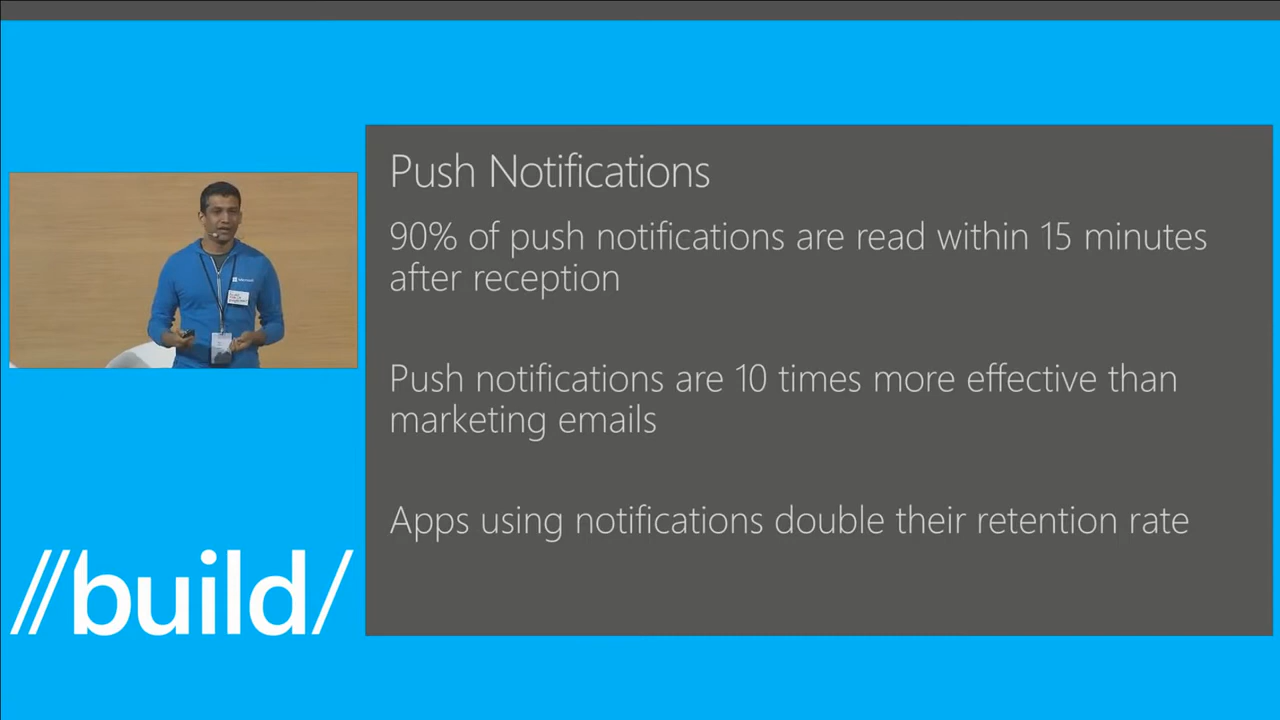 Push Notifications
90% of push notifications are read within 15 minutes
after reception
Push notifications are 10 times more effective than
marketing emails
Apps using notifications double their retention rate
Microsoft
//build/